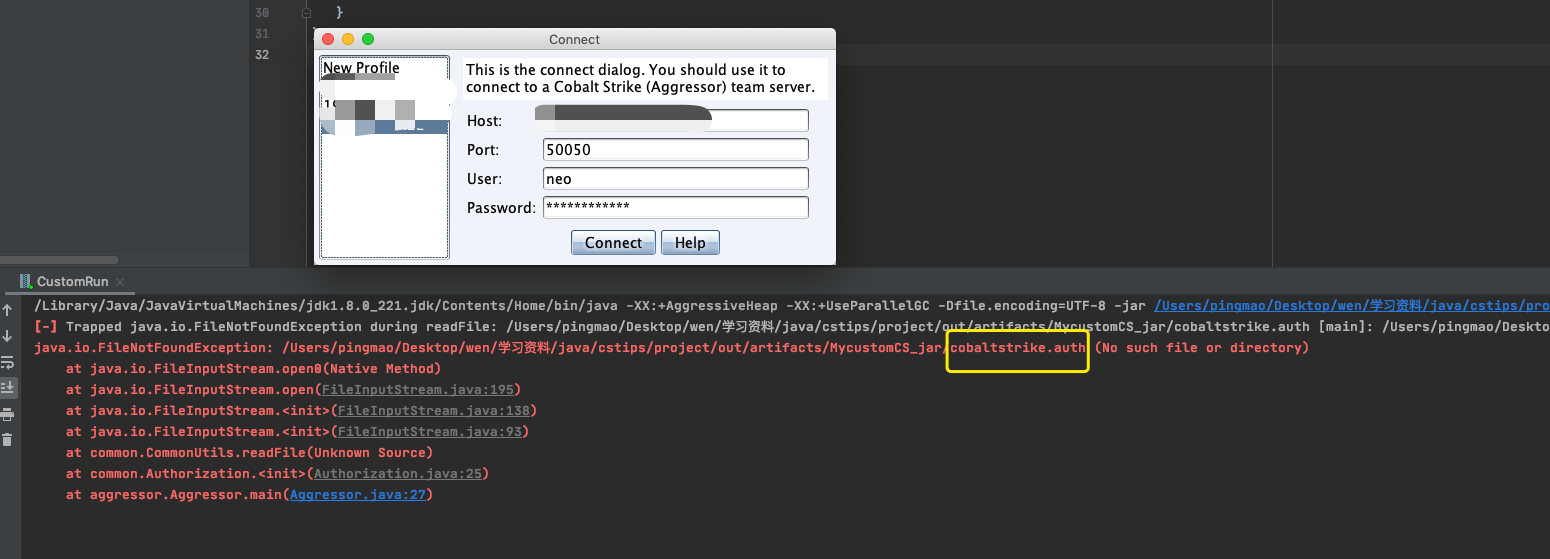 30
}
31
32
Connect
New Profile
This is the connect dialog. You should use it to
connect to a Cobalt Strike (Aggressor) team server.
Host:
Port: 50050
User: neo
Password: ************
Connect Help
CustomRun ×
/Library/Java/JavaVirtualMachines/jdk1.8.0_221.jdk/Contents/Home/bin/java -XX:+AggressiveHeap -XX:+UseParallelGC -Dfile.encoding=UTF-8 -jar /Users/pingmao/Desktop/wen/学习资料/java/cstips/pro
[-] Trapped java.io.FileNotFoundException during readFile: /Users/pingmao/Desktop/wen/学习资料/java/cstips/project/out/artifacts/MycustomCS_jar/cobaltstrike.auth [main]: /Users/pingmao/Deskto
java.io.FileNotFoundException: /Users/pingmao/Desktop/wen/学习资料/java/cstips/project/out/artifacts/MycustomCS_jar/cobaltstrike.auth (No such file or directory)
at java.io.FileInputStream.open0(Native Method)
at java.io.FileInputStream.open(FileInputStream.java:195)
at java.io.FileInputStream.<init>(FileInputStream.java:138)
at java.io.FileInputStream.<init>(FileInputStream.java:93)
at common.CommonUtils.readFile(Unknown Source)
at common.Authorization.<init>(Authorization.java:25)
at aggressor.Aggressor.main(Aggressor.java:27)